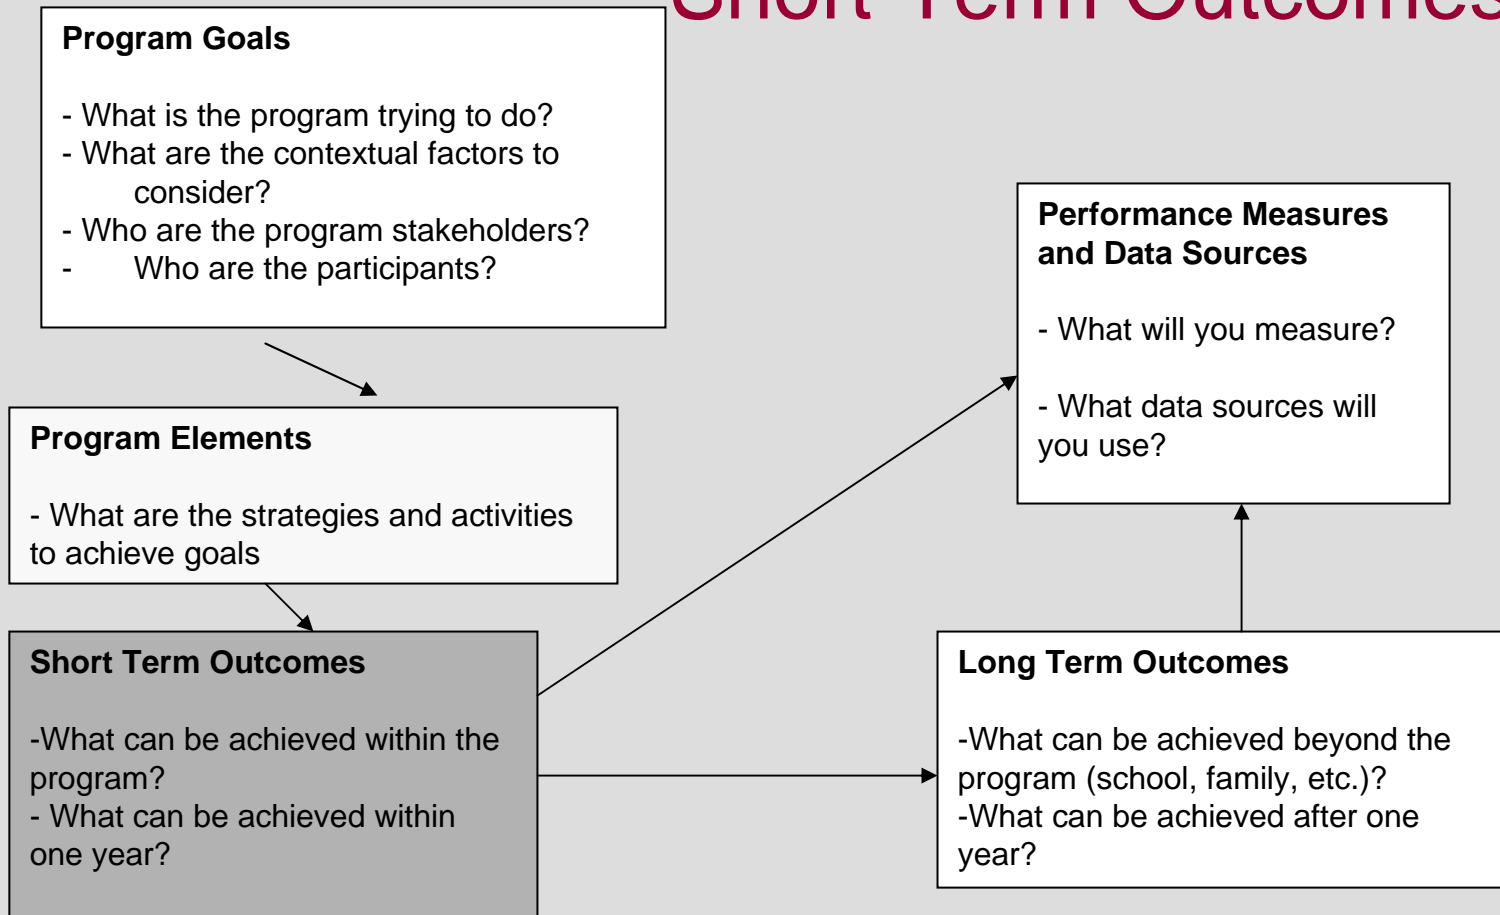 Short Term Outcomes
Program Goals
- What is the program trying to do?
- What are the contextual factors to
consider?
- Who are the program stakeholders?
- Who are the participants?
Program Elements
- What are the strategies and activities
to achieve goals
Short Term Outcomes
-What can be achieved within the
program?
- What can be achieved within
one year?
Performance Measures
and Data Sources
- What will you measure?
- What data sources will
you use?
Long Term Outcomes
-What can be achieved beyond the
program (school, family, etc.)?
-What can be achieved after one
year?